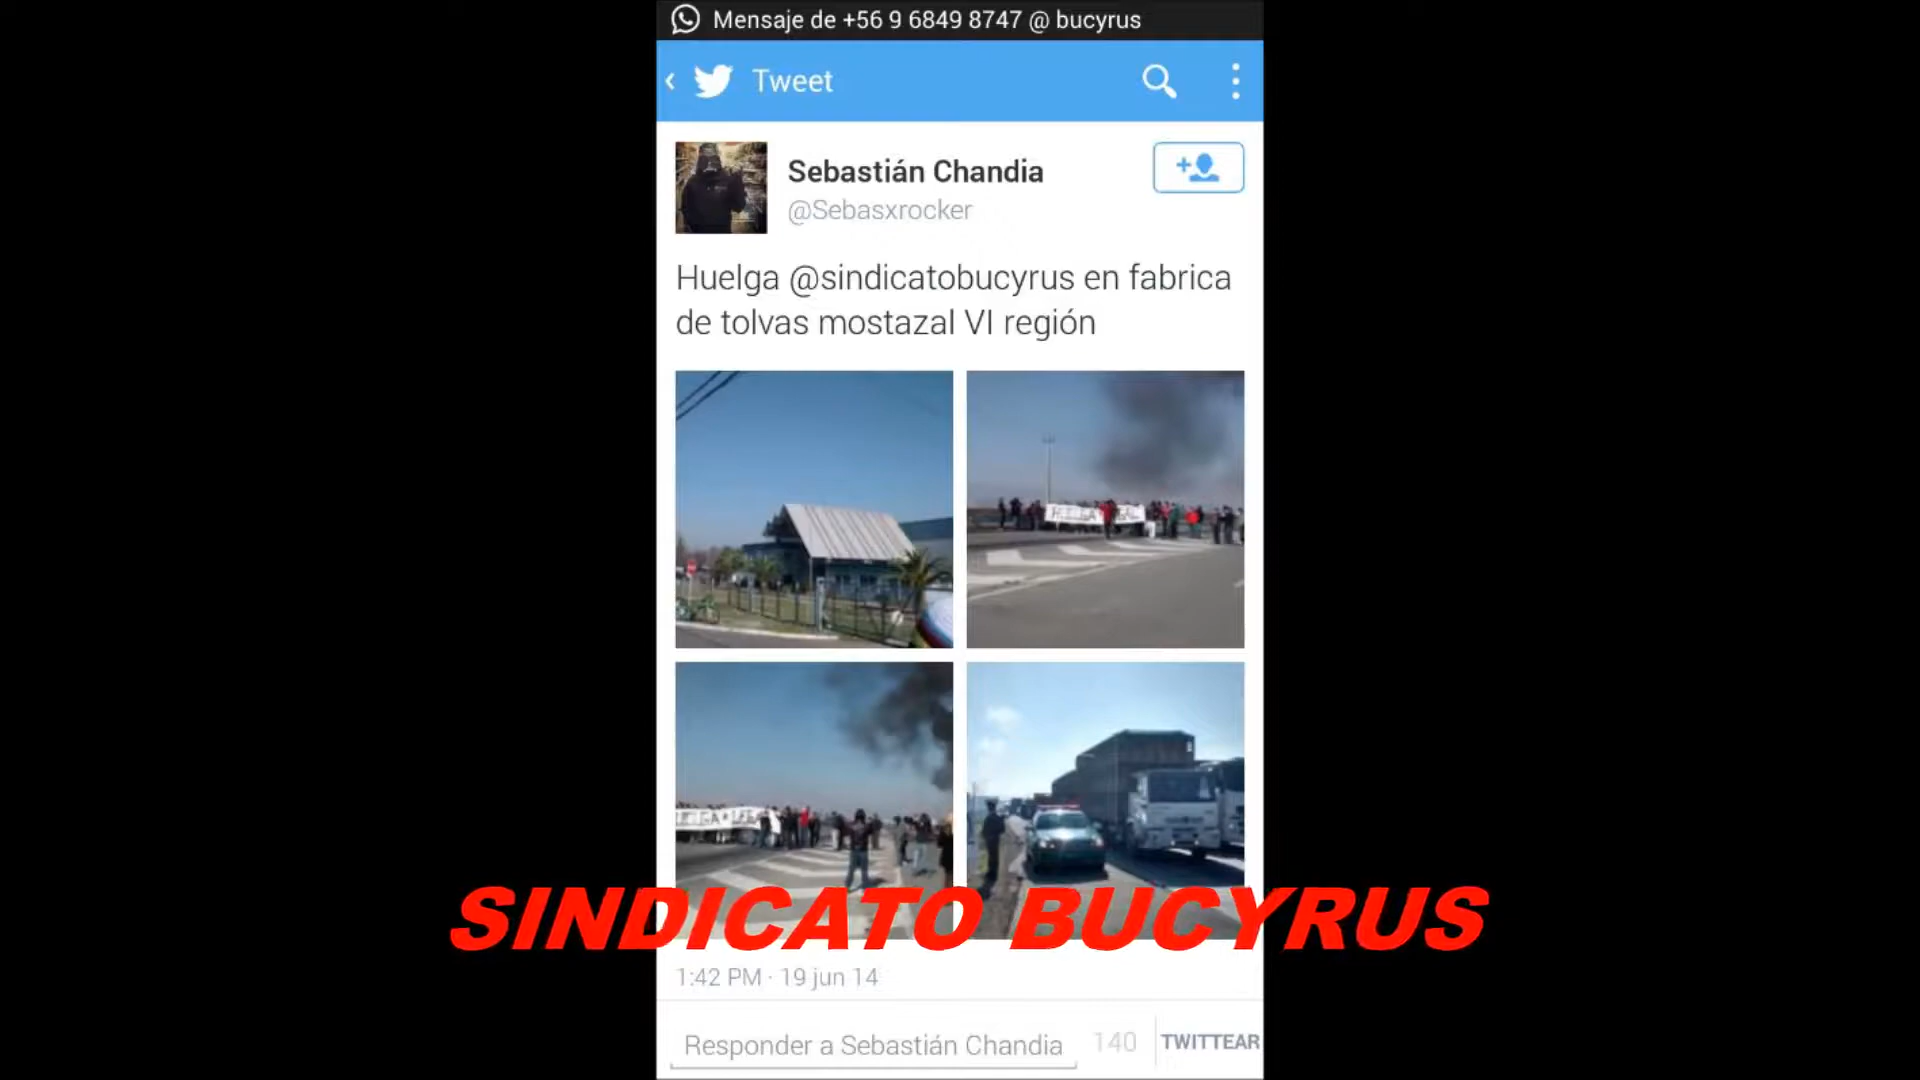 Mensaje de +56 9 6849 8747 @ bucyrus
Tweet
Sebastián Chandia
@Sebasxrocker
Huelga @sindicatobucyrus en fabrica
de tolvas mostazal VI región
SINDICATO BUCYRUS
1:42 PM · 19 jun 14
Responder a Sebastián Chandia
140
TWITTEAR